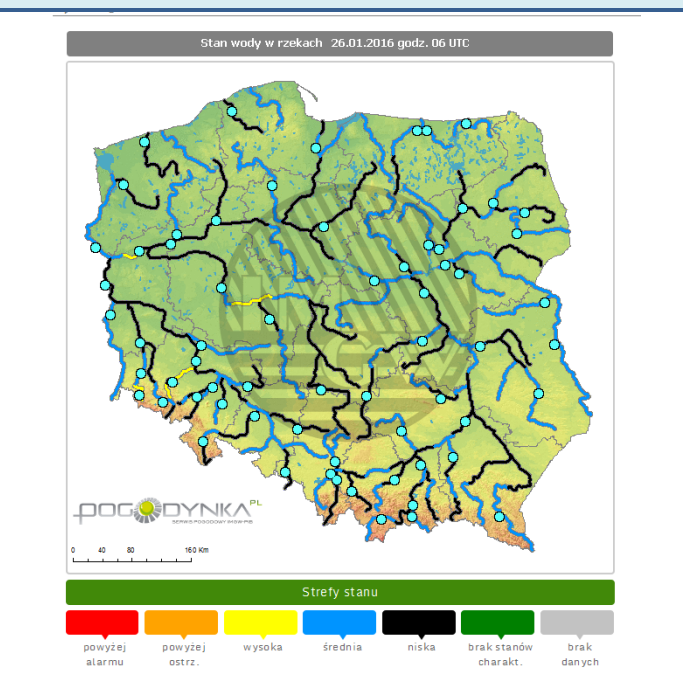 Stan wody w rzekach 26.01.2016 godz. 06 UTC
POGODYNKA.PL
SERWIS POGODOWY IMGW-PIB
0 40 80 160 Km
Strefy stanu
powyżej alarmu
powyżej ostrz.
wysoka
średnia
niska
brak stanów charakt.
brak danych